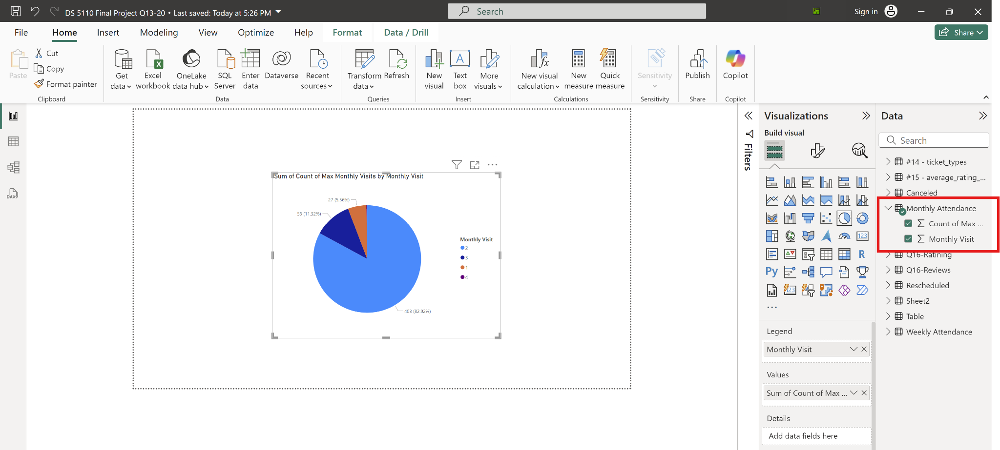 DS 5110 Final Project Q13-20 • Last saved: Today at 5:26 PM
Search
Sign in
File Home Insert Modeling View Optimize Help Format Data / Drill
Share
Paste
Cut
Copy
Format painter
Clipboard
Get data
Excel workbook
OneLake data hub
SQL Server
Enter data
Dataverse
Recent sources
Data
Transform data
Refresh
Queries
New visual
Text box
More visuals
Insert
New visual calculation
New measure
Quick measure
Calculations
Sensitivity
Sensitivity
Publish
Share
Copilot
Copilot
DAX
Sum of Count of Max Monthly Visits by Monthly Visit
27 (5.56%)
55 (11.32%)
403 (82.92%)
Monthly Visit
2
3
1
4
Filters
Visualizations
Build visual
123
R
Py
123
...
Legend
Monthly Visit
Values
Sum of Count of Max ...
Details
Add data fields here
Data
Search
#14 - ticket_types
#15 - average_rating_...
Canceled
Monthly Attendance
Σ Count of Max ...
Σ Monthly Visit
Q16-Ratining
Q16-Reviews
Rescheduled
Sheet2
Table
Weekly Attendance